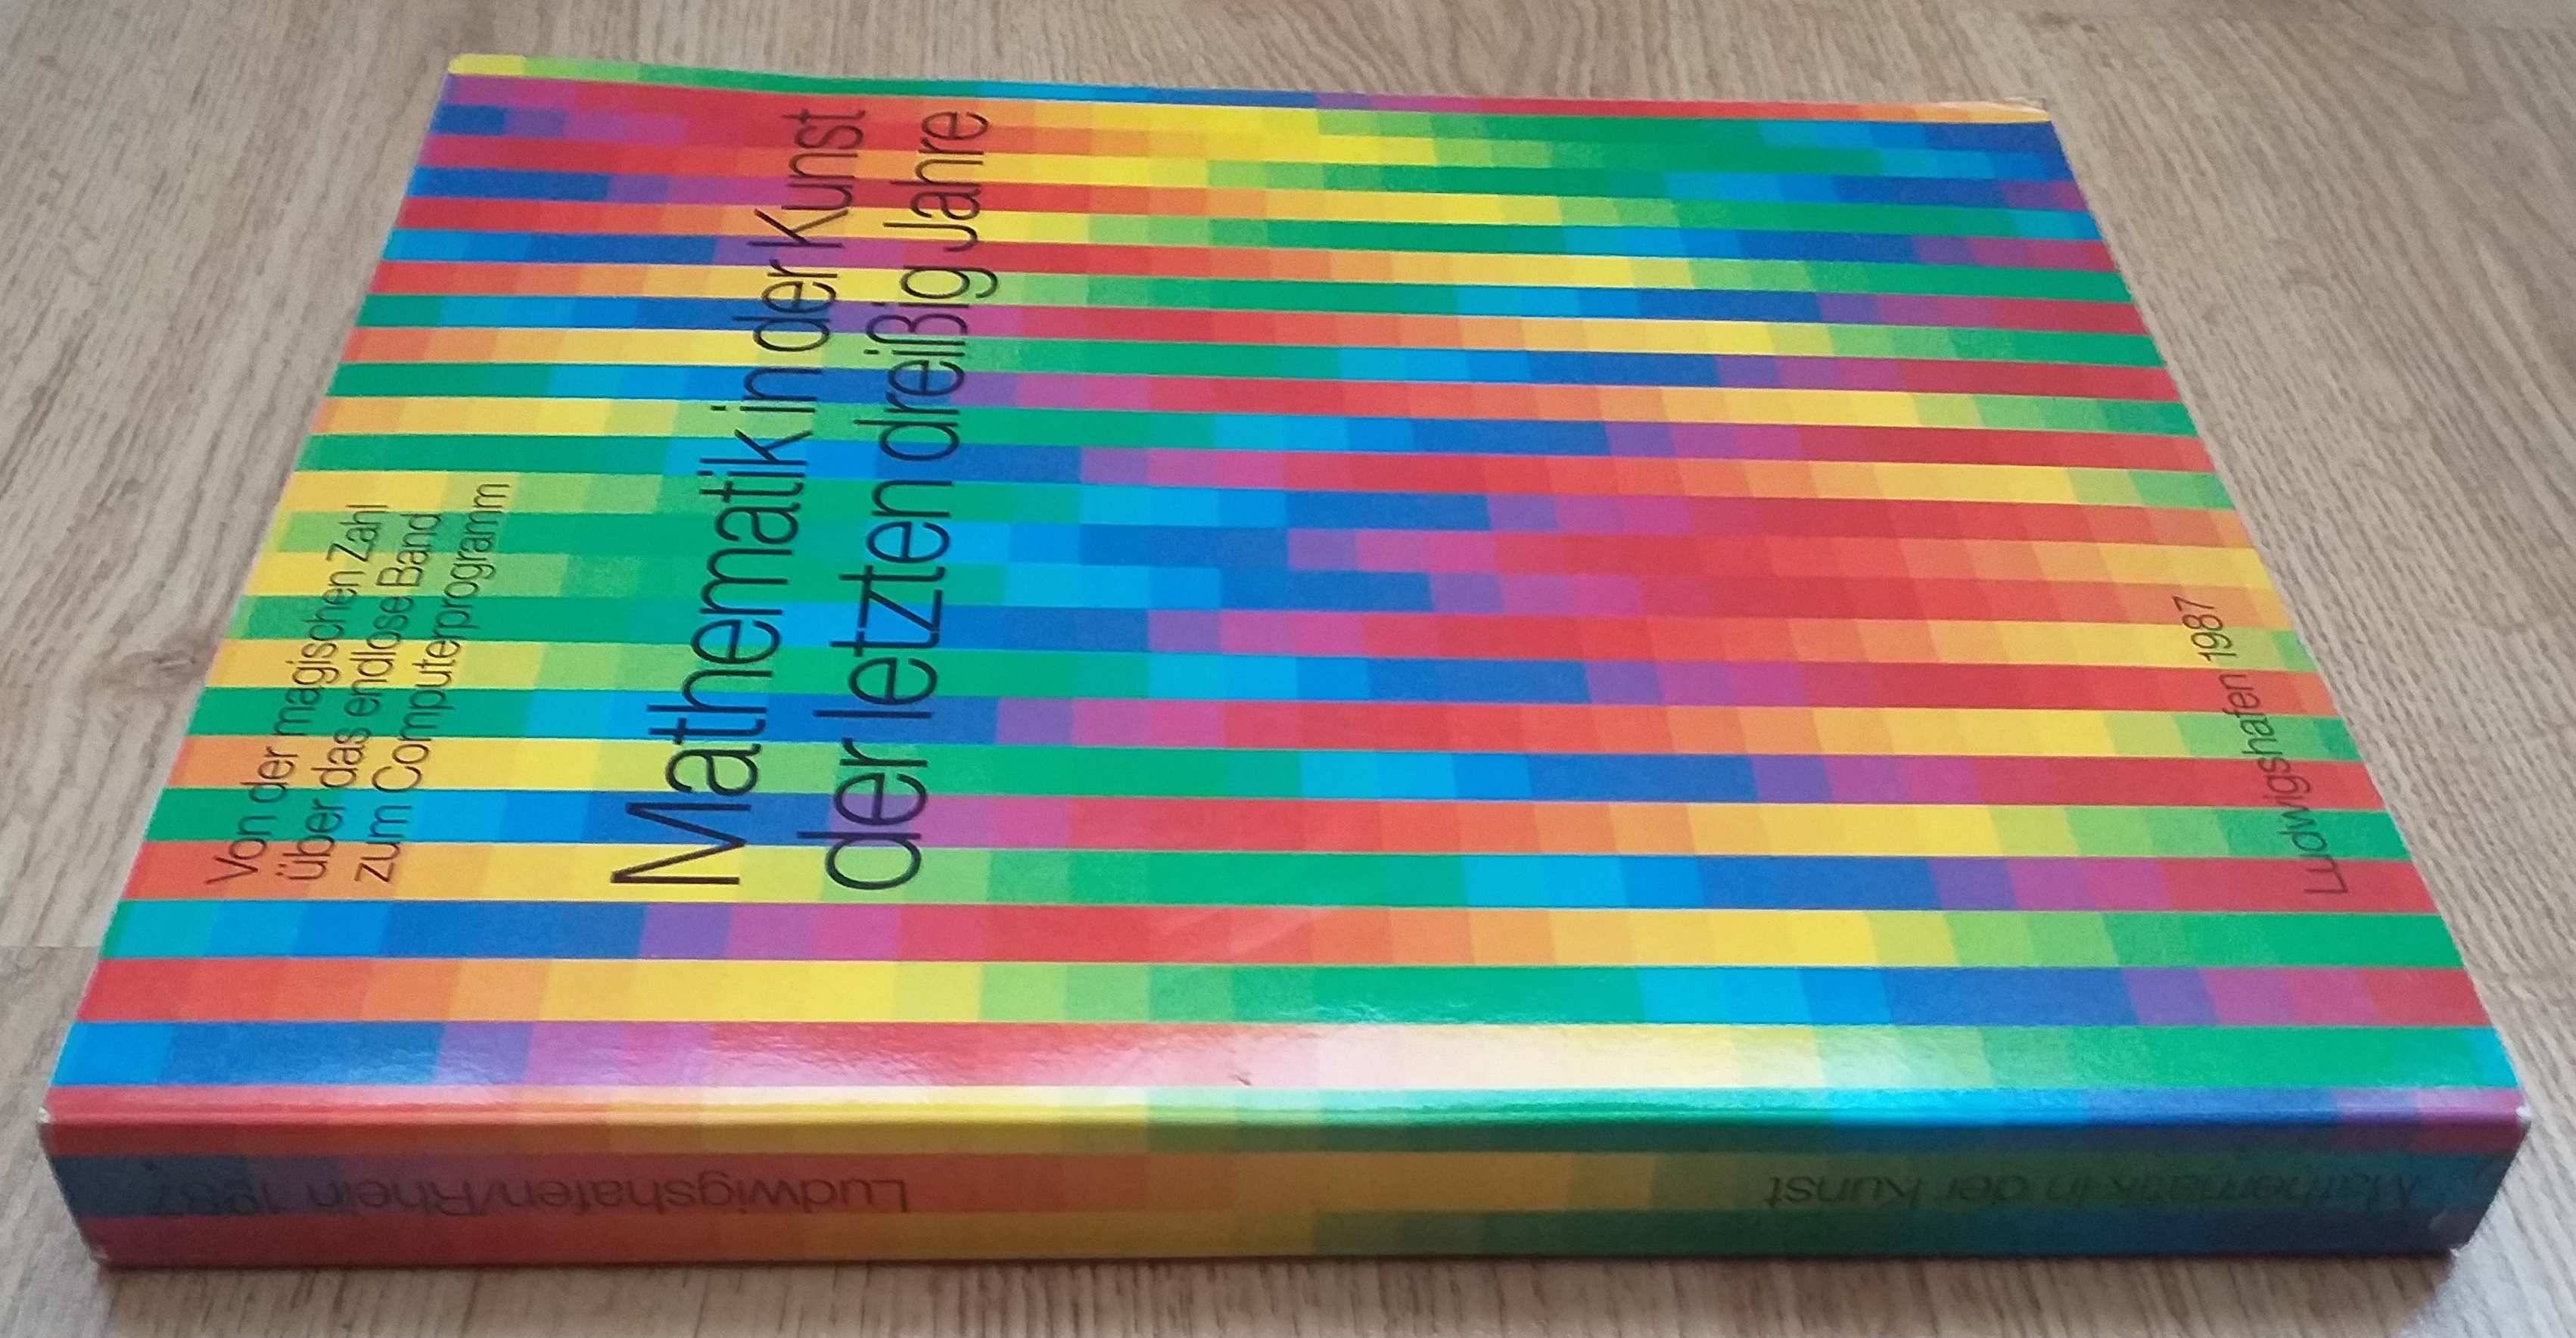 Von der magischen Zahl
über das endlose Band
zum Computerprogramm
Mathematik in der Kunst
der letzten dreißig Jahre
Ludwigshafen 1987
Mathematik in der Kunst
Ludwigshafen/Rhein 1987